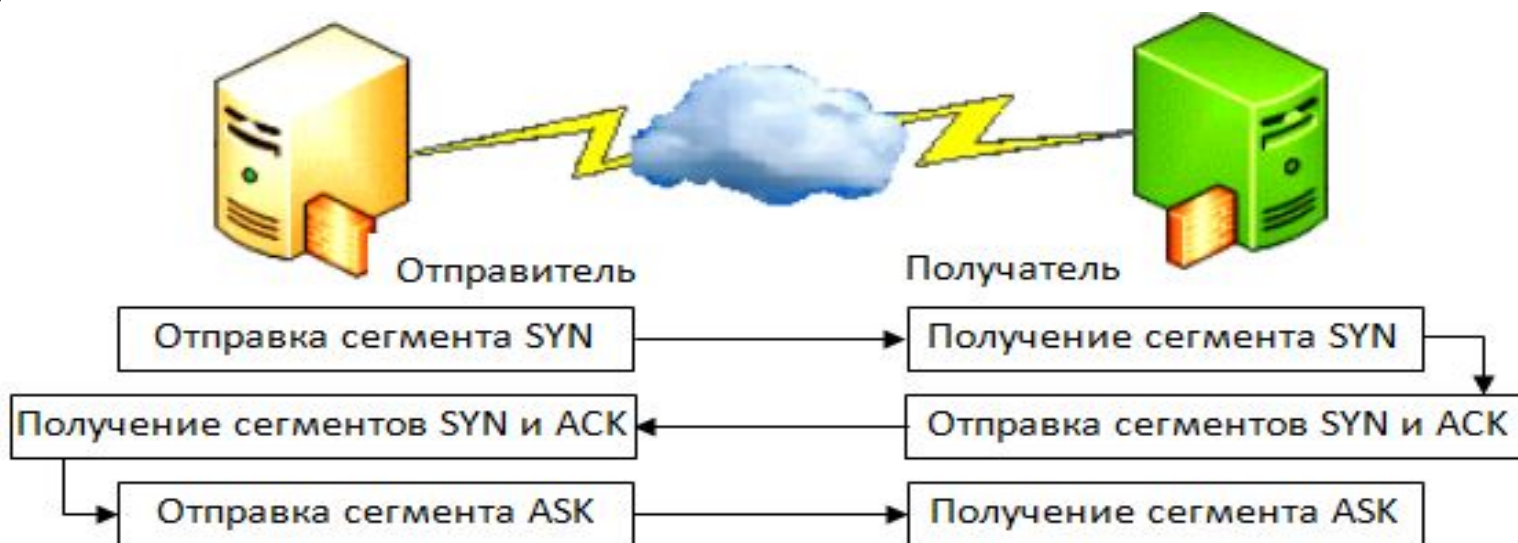 Отправитель
Получатель
Отправка сегмента SYN
Получение сегмента SYN
Получение сегментов SYN и ACK
Отправка сегментов SYN и ACK
Отправка сегмента ASK
Получение сегмента ASK